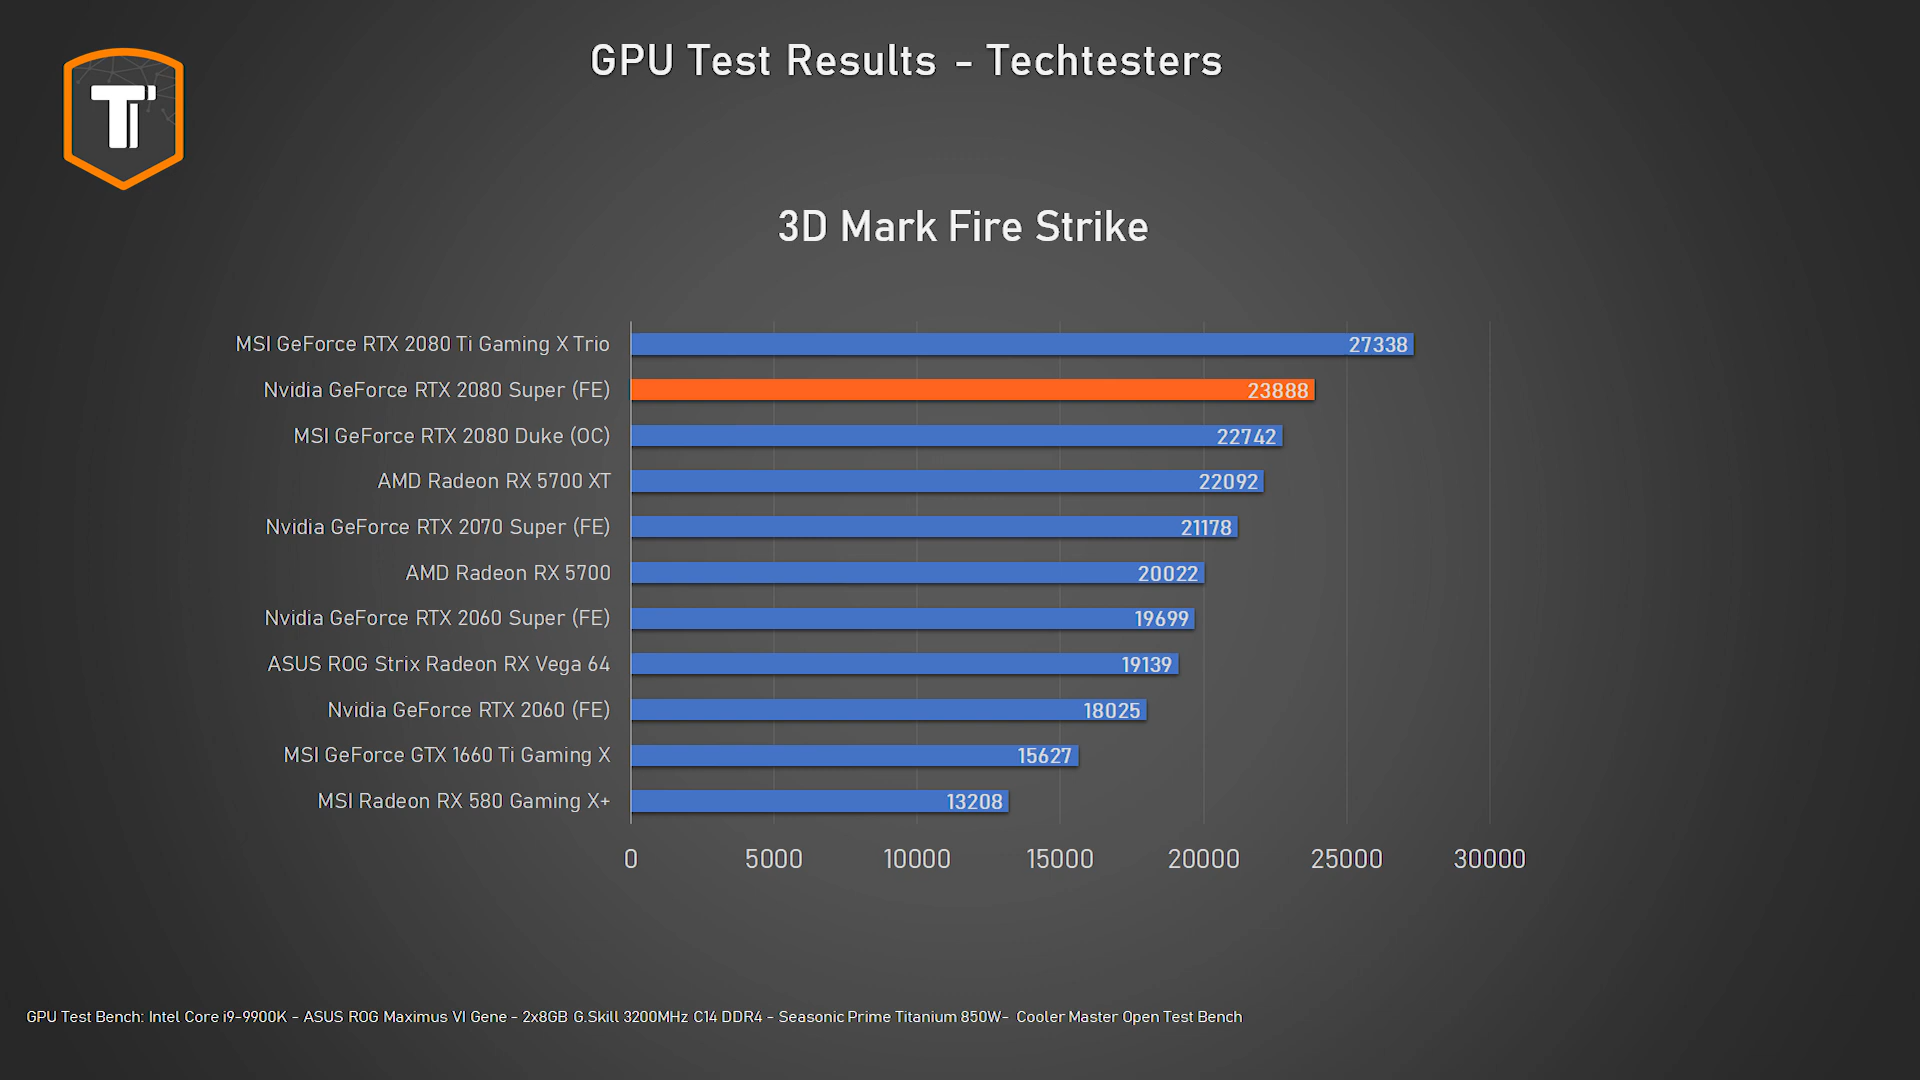 GPU Test Results - Techtesters
Ti
3D Mark Fire Strike
MSI GeForce RTX 2080 Ti Gaming X Trio 27338
Nvidia GeForce RTX 2080 Super (FE) 23888
MSI GeForce RTX 2080 Duke (OC) 22742
AMD Radeon RX 5700 XT 22092
Nvidia GeForce RTX 2070 Super (FE) 21178
AMD Radeon RX 5700 20022
Nvidia GeForce RTX 2060 Super (FE) 19699
ASUS ROG Strix Radeon RX Vega 64 19139
Nvidia GeForce RTX 2060 (FE) 18025
MSI GeForce GTX 1660 Ti Gaming X 15627
MSI Radeon RX 580 Gaming X+ 13208
0 5000 10000 15000 20000 25000 30000
GPU Test Bench: Intel Core i9-9900K - ASUS ROG Maximus VI Gene - 2x8GB G.Skill 3200MHz C14 DDR4 - Seasonic Prime Titanium 850W- Cooler Master Open Test Bench